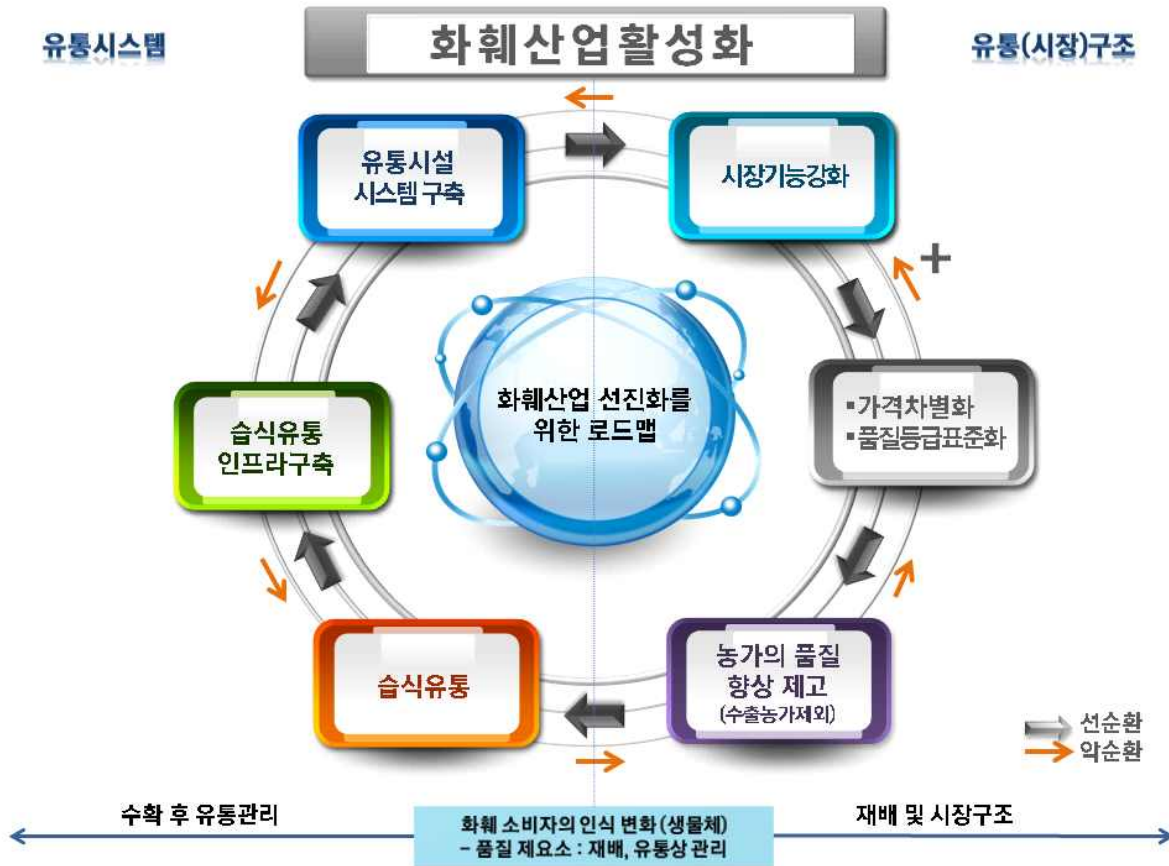 유통시스템
화훼산업활성화
유통(시장)구조
유통시설
시스템 구축
시장기능강화
+
습식유통
인프라구축
화훼산업 선진화를
위한 로드맵
▪가격차별화
▪품질등급표준화
습식유통
농가의 품질
향상 제고
(수출농가제외)
선순환
악순환
수확 후 유통관리
화훼 소비자의 인식 변화 (생물체)
– 품질 제요소 : 재배, 유통상 관리
재배 및 시장구조